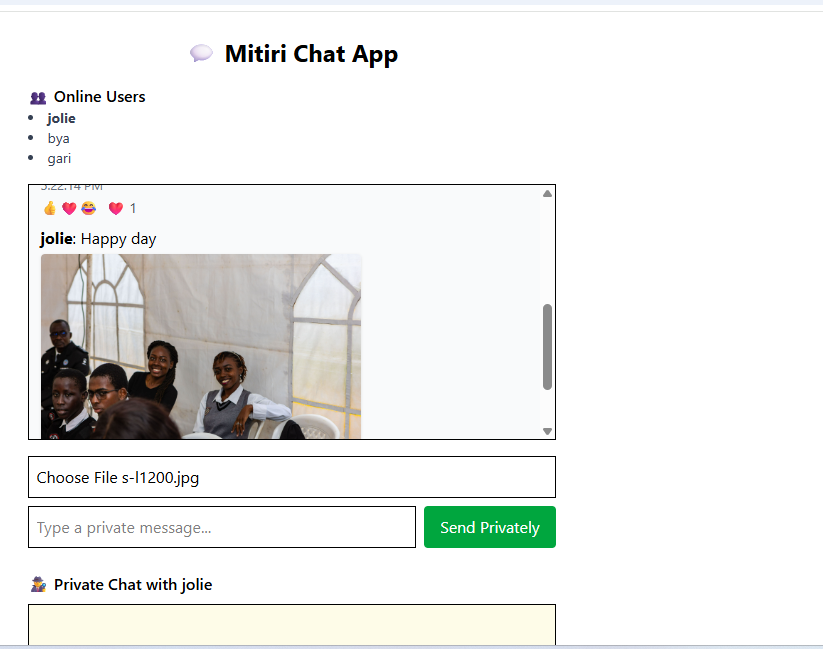 Mitiri Chat App
Online Users
jolie
bya
gari
5:22:14 PM
1
jolie: Happy day
Choose File s-l1200.jpg
Type a private message...
Send Privately
Private Chat with jolie